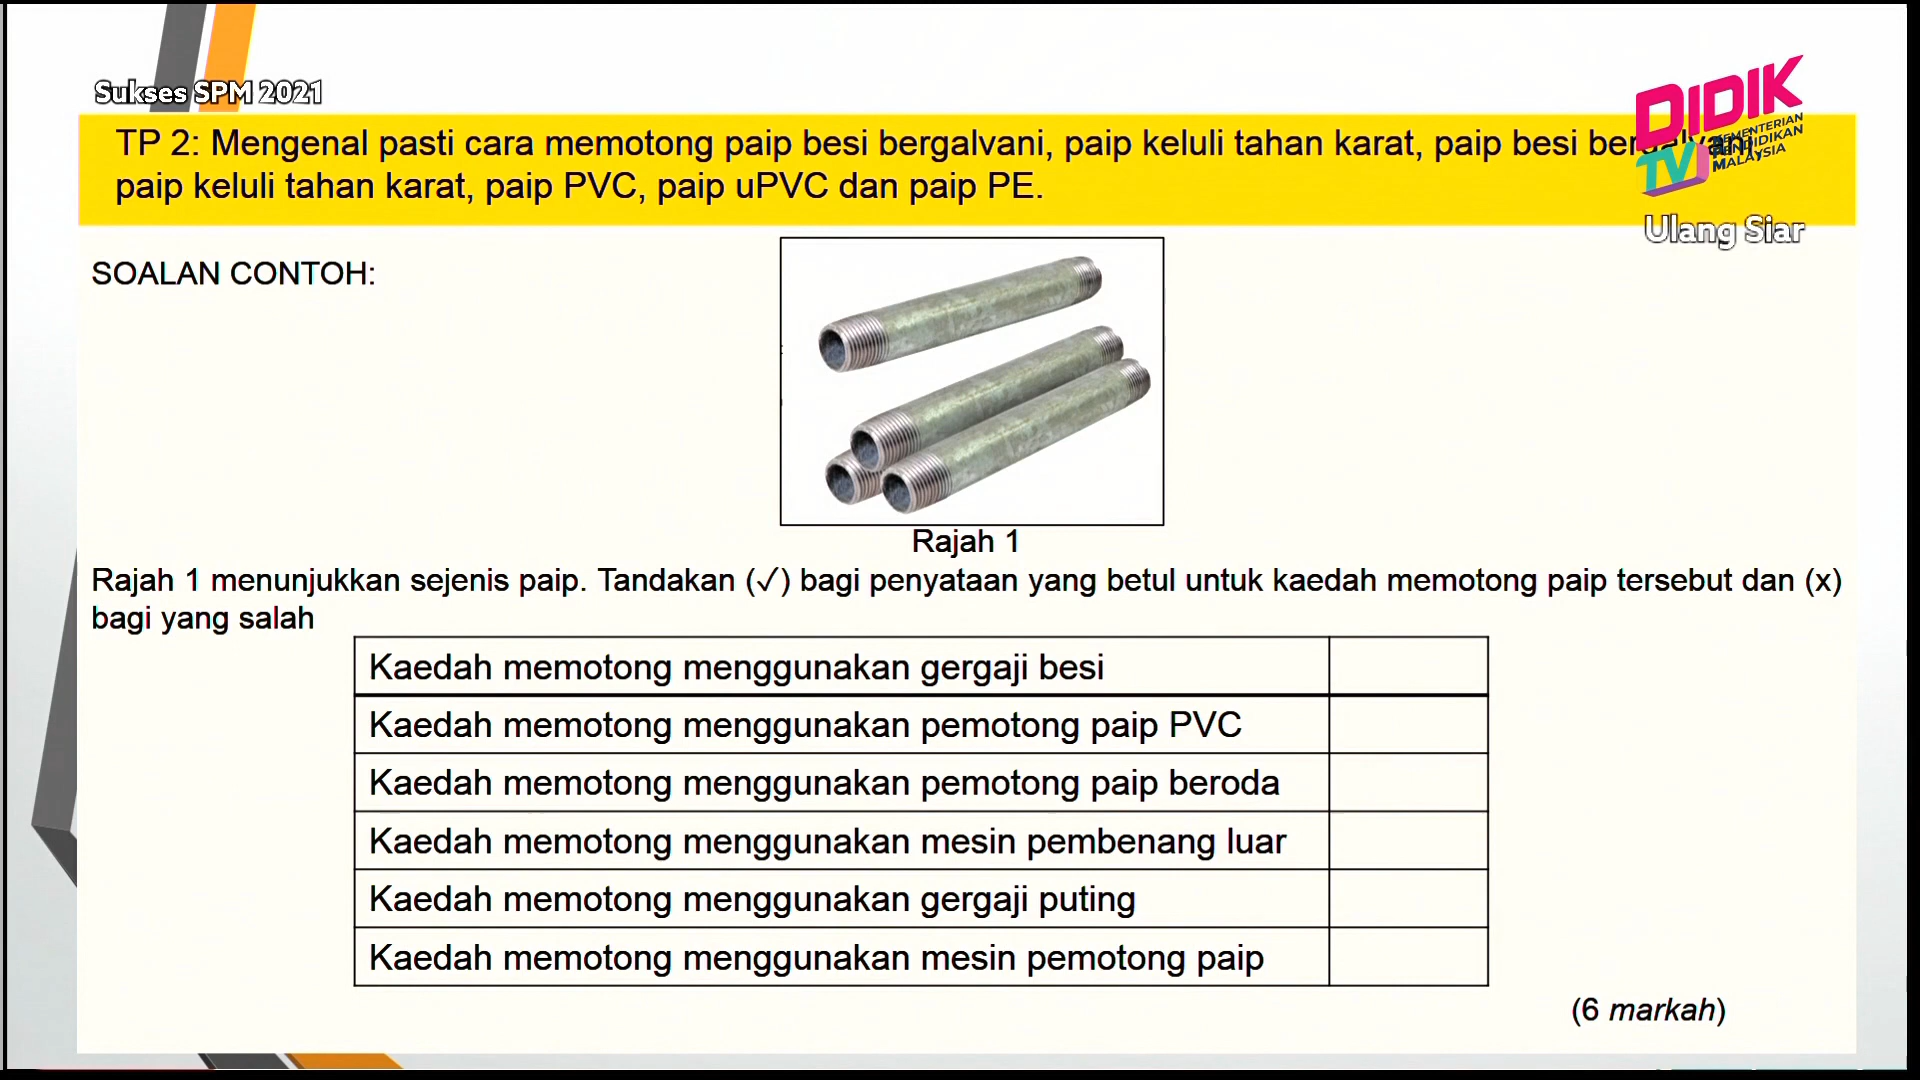 Sukses SPM 2021
DIDIK
TV
KEMENTERIAN
PENDIDIKAN
MALAYSIA
Ulang Siar
TP 2: Mengenal pasti cara memotong paip besi bergalvani, paip keluli tahan karat, paip besi bergalvani,
paip keluli tahan karat, paip PVC, paip uPVC dan paip PE.
SOALAN CONTOH:
Rajah 1
Rajah 1 menunjukkan sejenis paip. Tandakan (✓) bagi penyataan yang betul untuk kaedah memotong paip tersebut dan (x)
bagi yang salah
Kaedah memotong menggunakan gergaji besi
Kaedah memotong menggunakan pemotong paip PVC
Kaedah memotong menggunakan pemotong paip beroda
Kaedah memotong menggunakan mesin pembenang luar
Kaedah memotong menggunakan gergaji puting
Kaedah memotong menggunakan mesin pemotong paip
(6 markah)